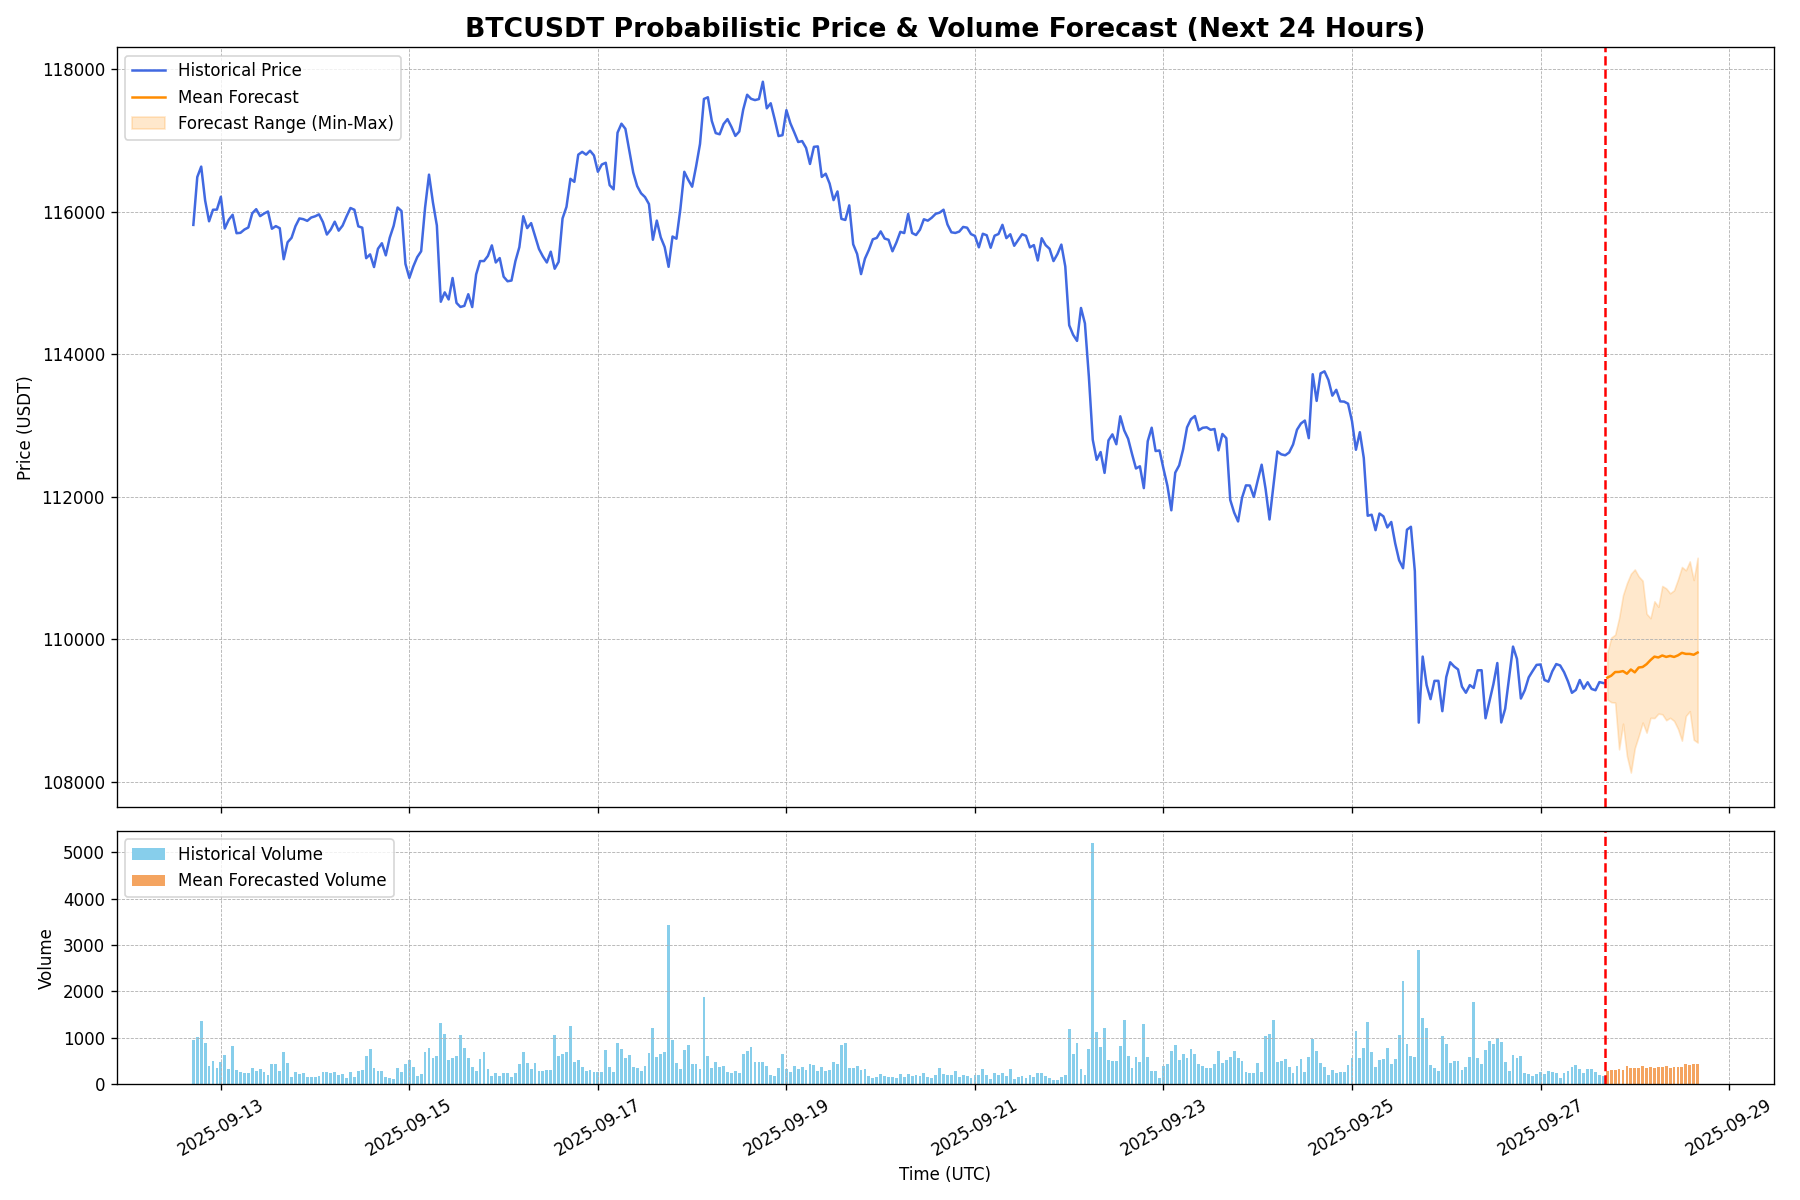 BTCUSDT Probabilistic Price & Volume Forecast (Next 24 Hours)
Historical Price
Mean Forecast
Forecast Range (Min-Max)
118000
116000
114000
112000
110000
108000
Price (USDT)
Historical Volume
Mean Forecasted Volume
5000
4000
3000
2000
1000
0
Volume
2025-09-13
2025-09-15
2025-09-17
2025-09-19
2025-09-21
2025-09-23
2025-09-25
2025-09-27
2025-09-29
Time (UTC)